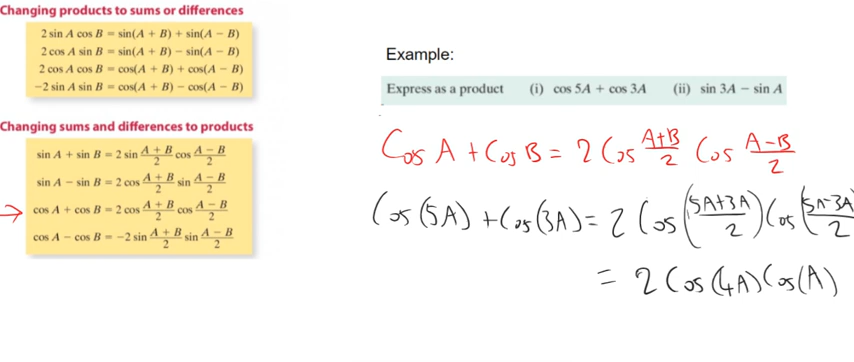 Changing products to sums or differences
2 sin A cos B = sin(A + B) + sin(A − B)
2 cos A sin B = sin(A + B) − sin(A − B)
2 cos A cos B = cos(A + B) + cos(A − B)
−2 sin A sin B = cos(A + B) − cos(A − B)
Changing sums and differences to products
sin A + sin B = 2 sin (A + B)/2 cos (A − B)/2
sin A − sin B = 2 cos (A + B)/2 sin (A − B)/2
cos A + cos B = 2 cos (A + B)/2 cos (A − B)/2
cos A − cos B = −2 sin (A + B)/2 sin (A − B)/2
Example:
Express as a product (i) cos 5A + cos 3A (ii) sin 3A − sin A
Cos A + Cos B = 2 Cos (A+B)/2 Cos (A−B)/2
Cos (5A) + Cos (3A) = 2 Cos ((5A+3A)/2) Cos ((5A−3A)/2
= 2 Cos (4A) Cos (A)